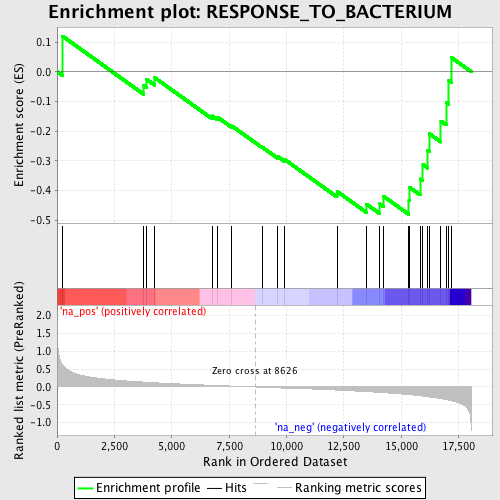 Enrichment plot: RESPONSE_TO_BACTERIUM
Enrichment score (ES)
0.1
0.0
-0.1
-0.2
-0.3
-0.4
-0.5
'na_pos' (positively correlated)
Ranked list metric (PreRanked)
2.0
1.5
1.0
0.5
0.0
-0.5
-1.0
Zero cross at 8626
'na_neg' (negatively correlated)
0 2,500 5,000 7,500 10,000 12,500 15,000 17,500
Rank in Ordered Dataset
Enrichment profile Hits Ranking metric scores